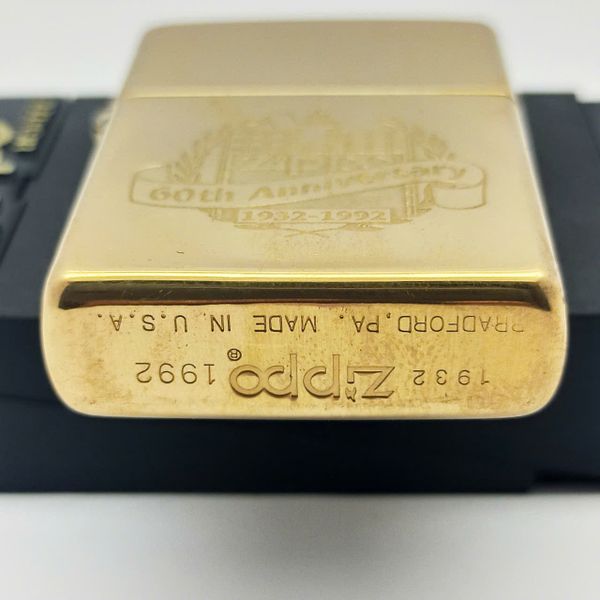 60th Anniversary
1932-1992
1932 Zippo® 1992
BRADFORD, PA. MADE IN U.S.A.